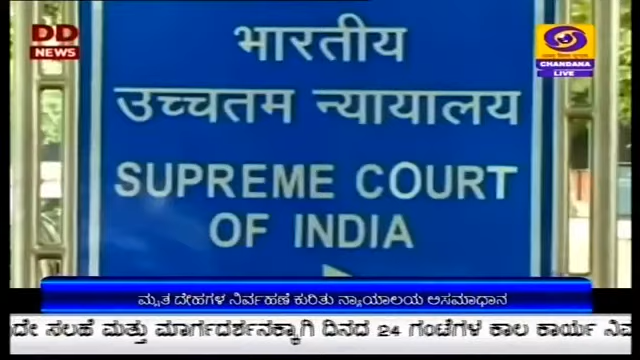 DD
NEWS
भारतीय
उच्चतम न्यायालय
SUPREME COURT
OF INDIA
CHANDANA
LIVE
ಮೃತ ದೇಹಗಳ ನಿರ್ವಹಣೆ ಕುರಿತು ನ್ಯಾಯಾಲಯ ಅಸಮಾಧಾನ
ಸಲಹೆ ಮತ್ತು ಮಾರ್ಗದರ್ಶನಕ್ಕಾಗಿ ದಿನದ 24 ಗಂಟೆಗಳ ಕಾಲ ಕಾರ್ಯ